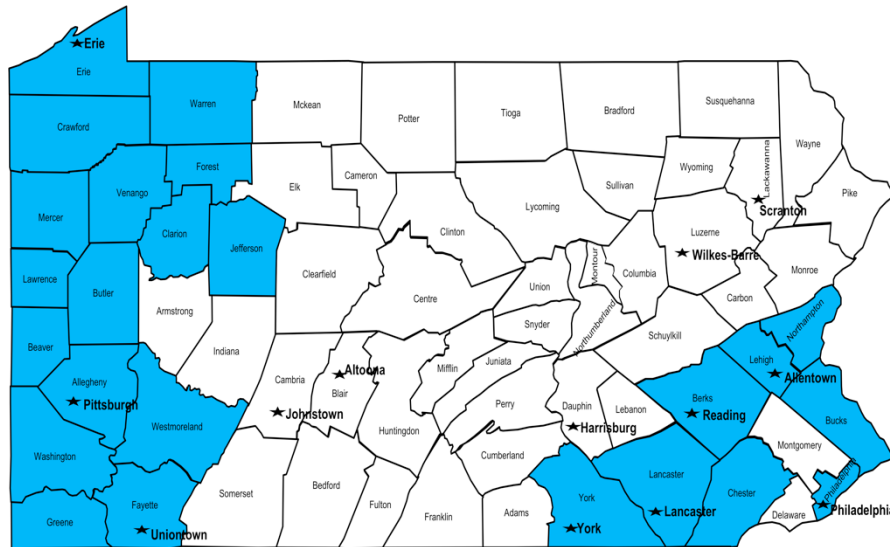 Erie
Erie
Warren
Mckean
Potter
Tioga
Bradford
Susquehanna
Wayne
Crawford
Forest
Elk
Cameron
Sullivan
Wyoming
Lackawanna
Pike
Mercer
Venango
Clarion
Jefferson
Clinton
Lycoming
Scranton
Luzerne
Wilkes-Barre
Lawrence
Butler
Clearfield
Centre
Union
Montour
Columbia
Monroe
Armstrong
Indiana
Snyder
Northumberland
Carbon
Northampton
Beaver
Schuylkill
Lehigh
Allentown
Allegheny
Pittsburgh
Westmoreland
Cambria
Johnstown
Altoona
Blair
Mifflin
Juniata
Huntingdon
Perry
Dauphin
Harrisburg
Lebanon
Berks
Reading
Bucks
Montgomery
Washington
Somerset
Bedford
Fulton
Franklin
Cumberland
Adams
York
York
Lancaster
Lancaster
Chester
Delaware
Philadelphia
Philadelphia
Greene
Fayette
Uniontown